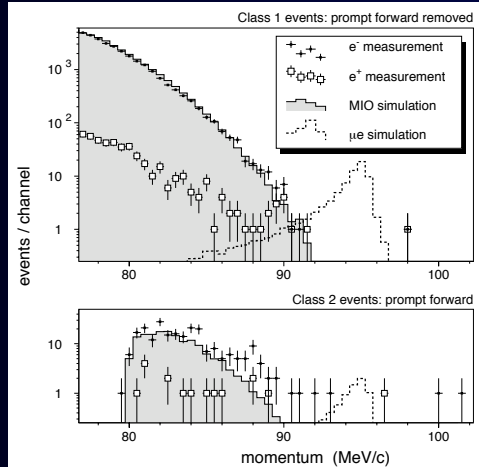 Class 1 events: prompt forward removed
e⁻ measurement
e⁺ measurement
MIO simulation
μe simulation
10³
10²
10
1
80 90 100
Class 2 events: prompt forward
10
1
80 90 100
momentum (MeV/c)
events / channel